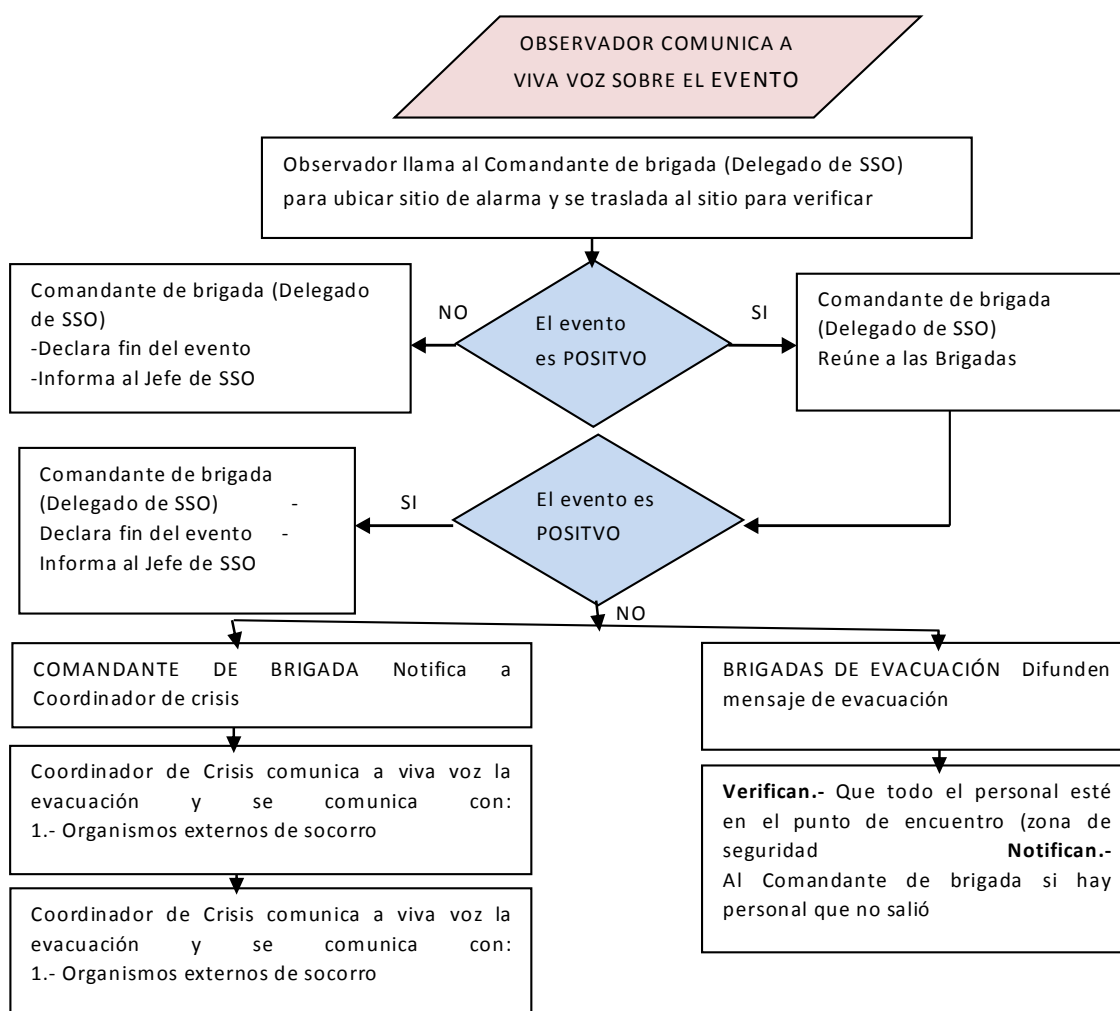 OBSERVADOR COMUNICA A
VIVA VOZ SOBRE EL EVENTO
Observador llama al Comandante de brigada (Delegado de SSO)
para ubicar sitio de alarma y se traslada al sitio para verificar
Comandante de brigada (Delegado
de SSO)
-Declara fin del evento
-Informa al Jefe de SSO
NO
El evento
es POSITVO
SI
Comandante de brigada
(Delegado de SSO)
Reúne a las Brigadas
Comandante de brigada
(Delegado de SSO) -
Declara fin del evento -
Informa al Jefe de SSO
SI
El evento es
POSITVO
NO
COMANDANTE DE BRIGADA Notifica a
Coordinador de crisis
BRIGADAS DE EVACUACIÓN Difunden
mensaje de evacuación
Coordinador de Crisis comunica a viva voz la
evacuación y se comunica con:
1.- Organismos externos de socorro
Verifican.- Que todo el personal esté
en el punto de encuentro (zona de
seguridad Notifican.-
Al Comandante de brigada si hay
personal que no salió
Coordinador de Crisis comunica a viva voz la
evacuación y se comunica con:
1.- Organismos externos de socorro